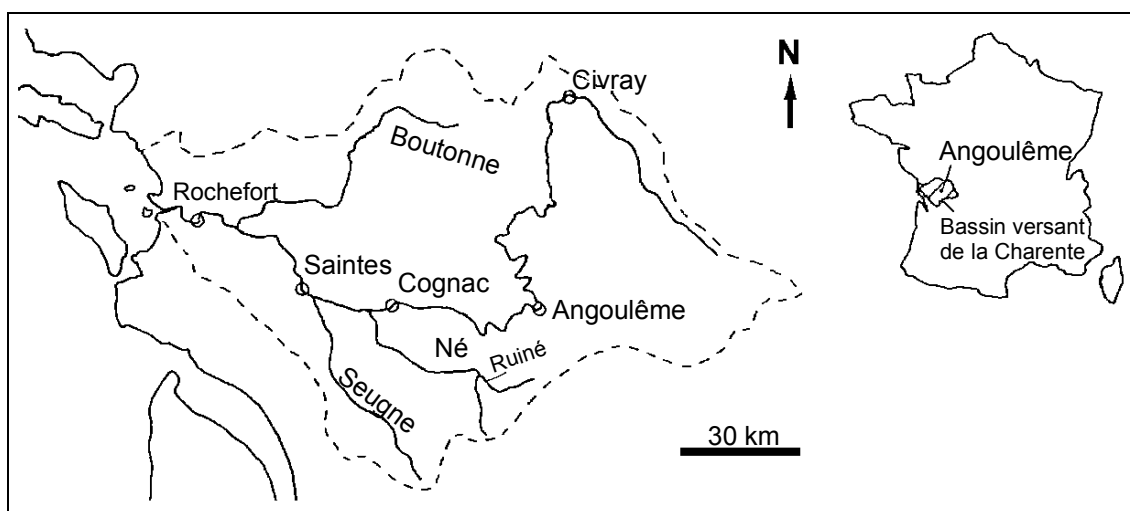 N
Civray
Boutonne
Angoulême
Rochefort
Bassin versant
de la Charente
Saintes
Cognac
Angoulême
Né
Ruiné
Seugne
30 km